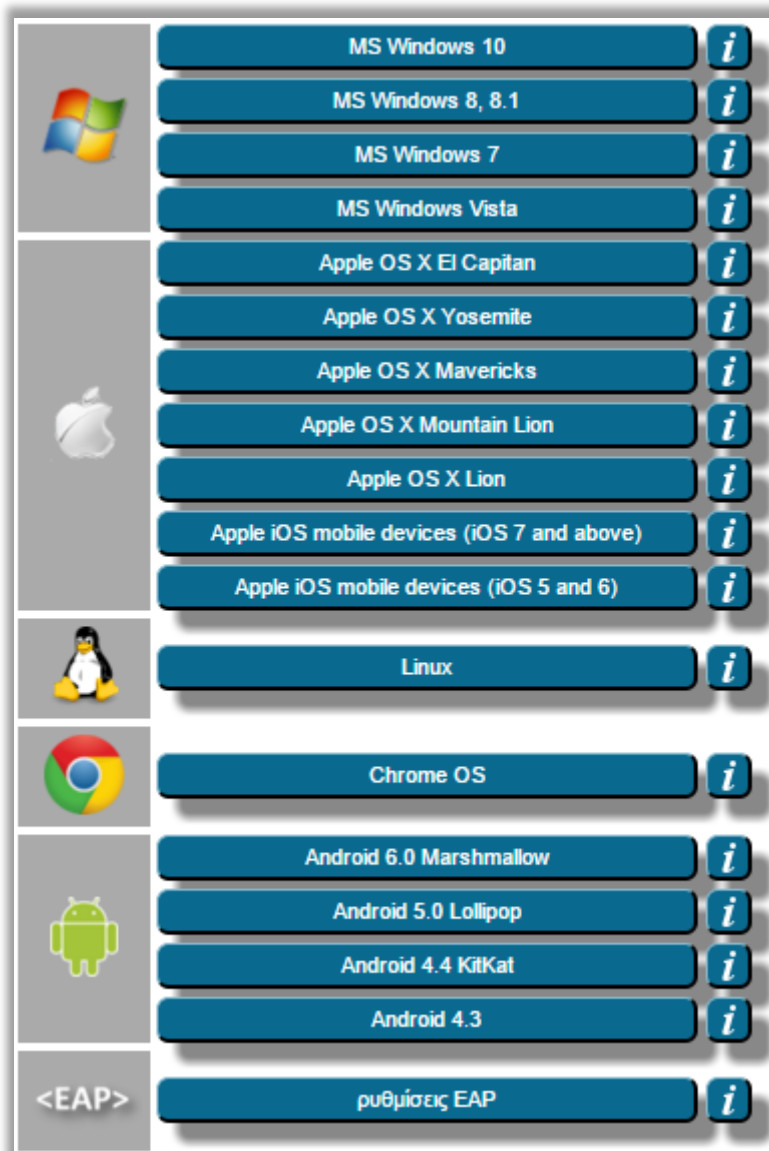 MS Windows 10 i
MS Windows 8, 8.1 i
MS Windows 7 i
MS Windows Vista i
Apple OS X El Capitan i
Apple OS X Yosemite i
Apple OS X Mavericks i
Apple OS X Mountain Lion i
Apple OS X Lion i
Apple iOS mobile devices (iOS 7 and above) i
Apple iOS mobile devices (iOS 5 and 6) i
Linux i
Chrome OS i
Android 6.0 Marshmallow i
Android 5.0 Lollipop i
Android 4.4 KitKat i
Android 4.3 i
<EAP> ρυθμίσεις EAP i